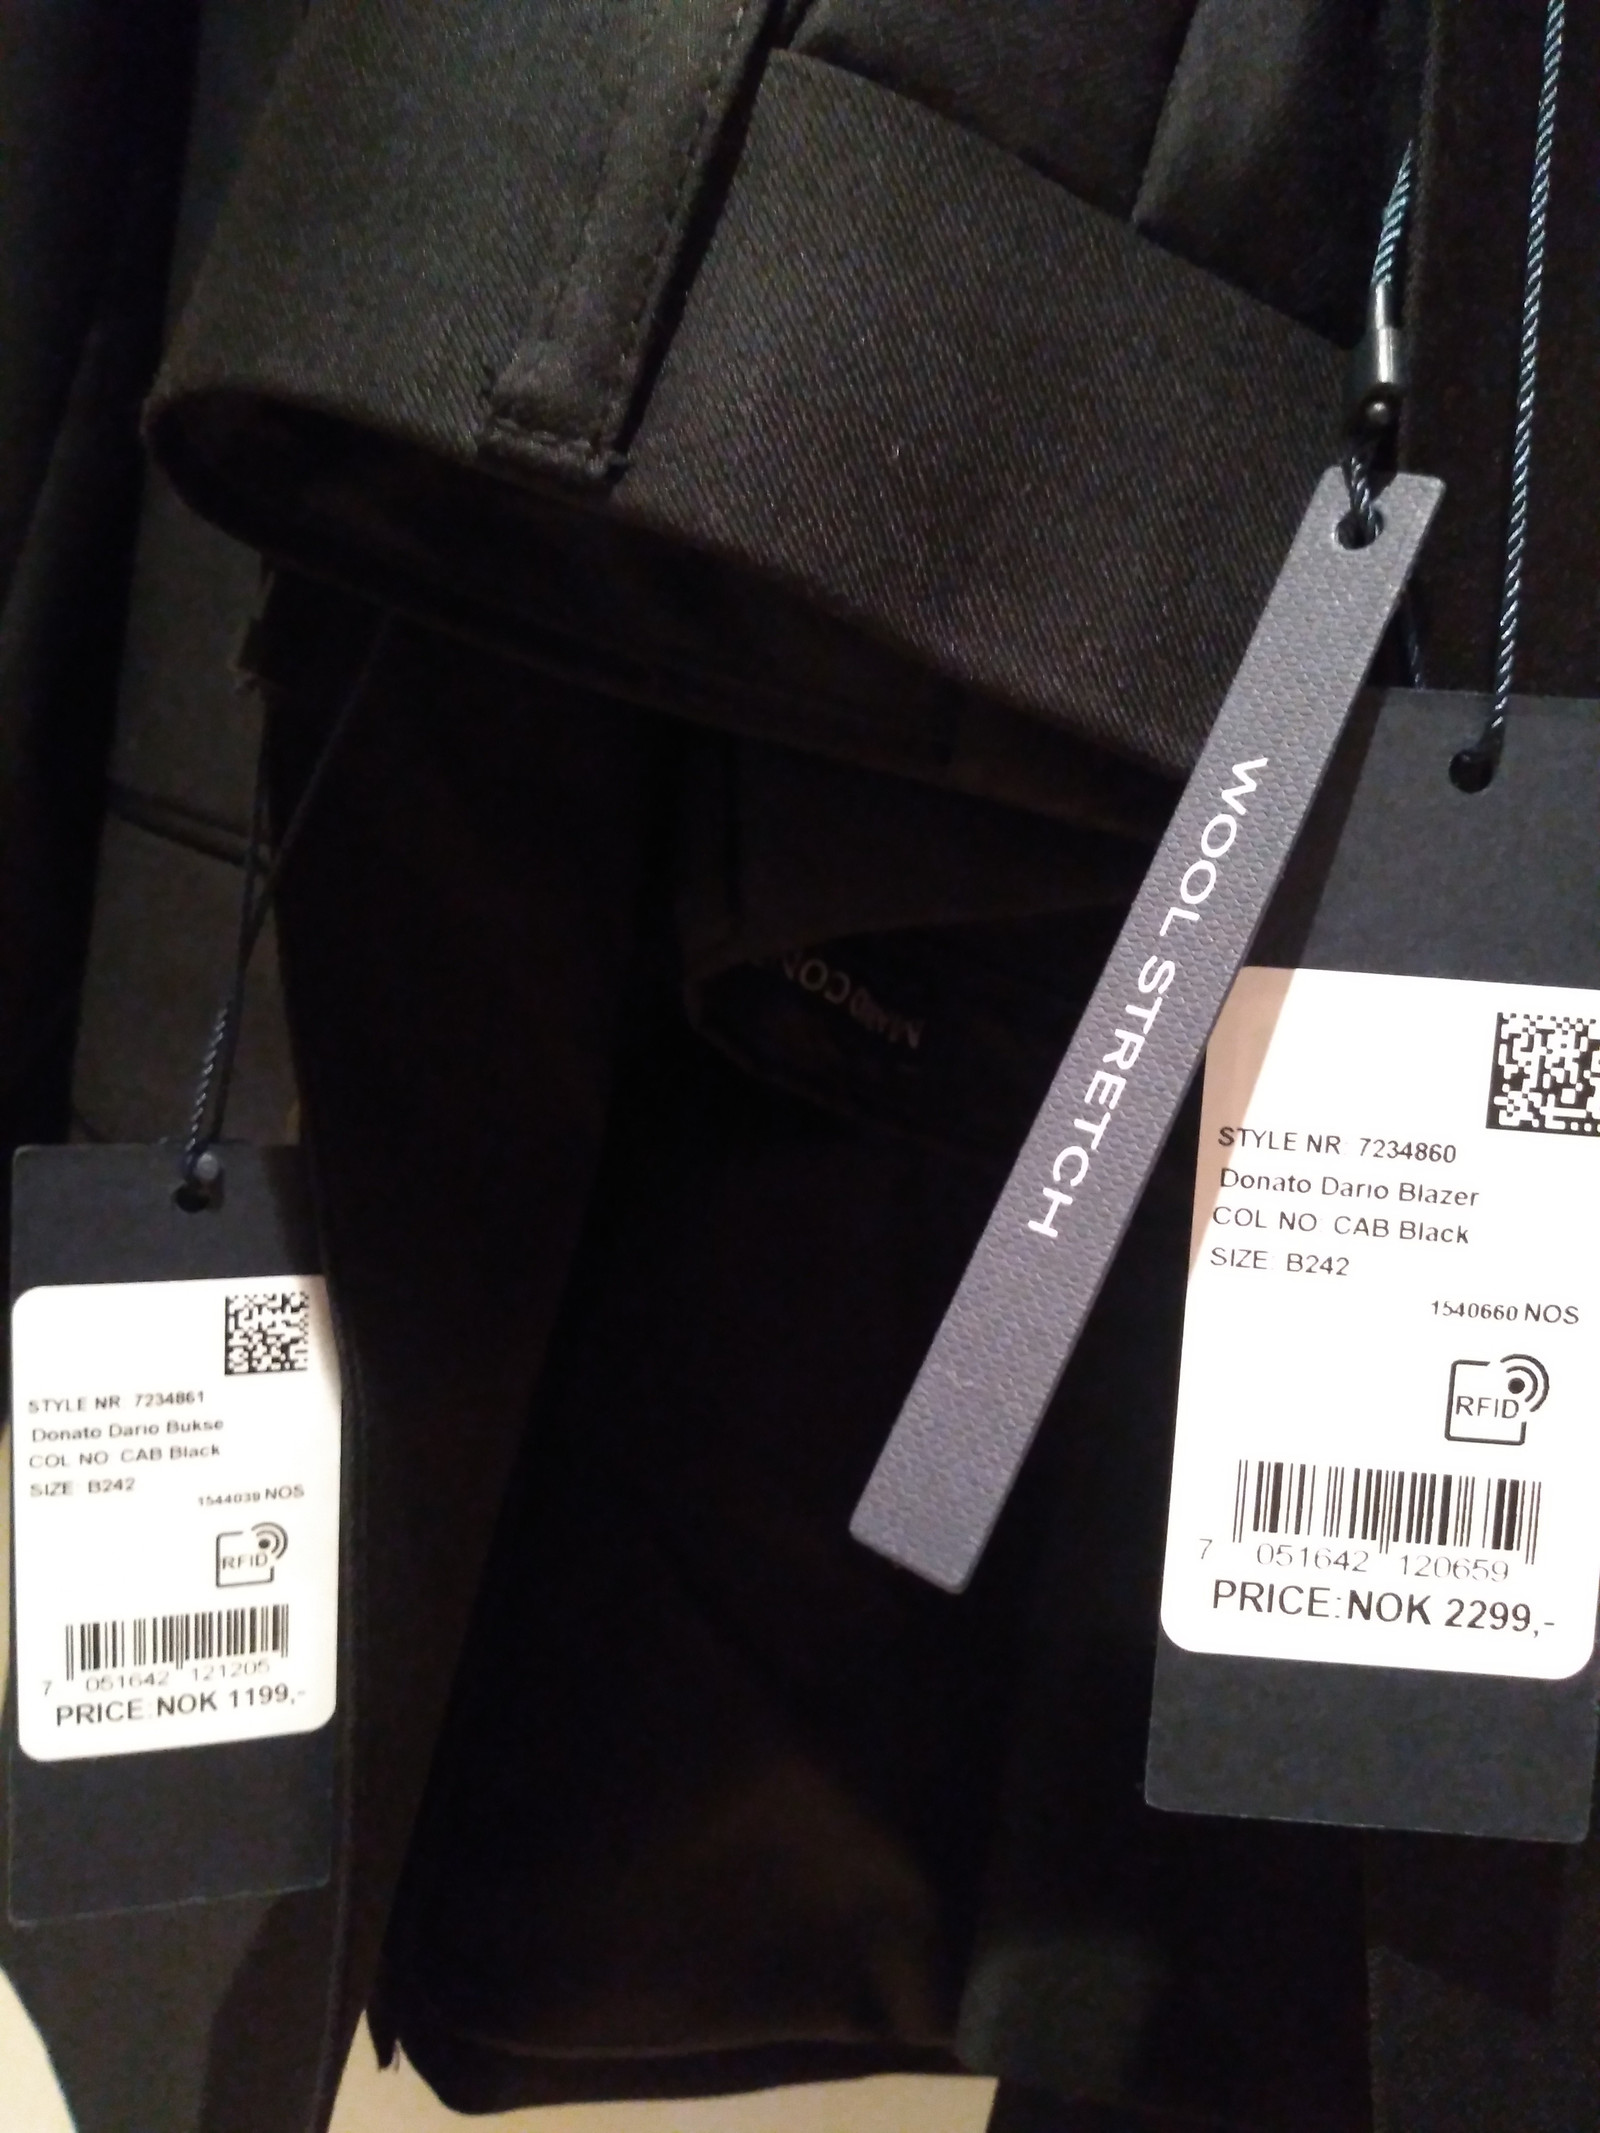 WOOL STRETCH
STYLE NR: 7234860
Donato Dario Blazer
COL NO: CAB Black
SIZE: B242
1540660 NOS
RFID
7 051642 120659
PRICE:NOK 2299,-
STYLE NR: 7234861
Donato Dario Bukse
COL NO: CAB Black
SIZE: B242
1544039 NOS
RFID
7 051642 121205
PRICE:NOK 1199,-